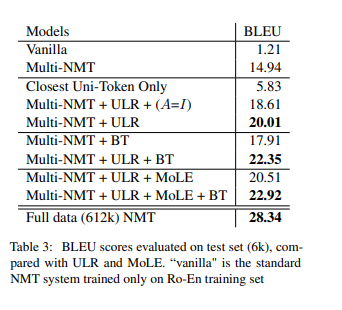 Models BLEU
Vanilla 1.21
Multi-NMT 14.94
Closest Uni-Token Only 5.83
Multi-NMT + ULR + (A=I) 18.61
Multi-NMT + ULR 20.01
Multi-NMT + BT 17.91
Multi-NMT + ULR + BT 22.35
Multi-NMT + ULR + MoLE 20.51
Multi-NMT + ULR + MoLE + BT 22.92
Full data (612k) NMT 28.34
Table 3: BLEU scores evaluated on test set (6k), com-
pared with ULR and MoLE. “vanilla" is the standard
NMT system trained only on Ro-En training set